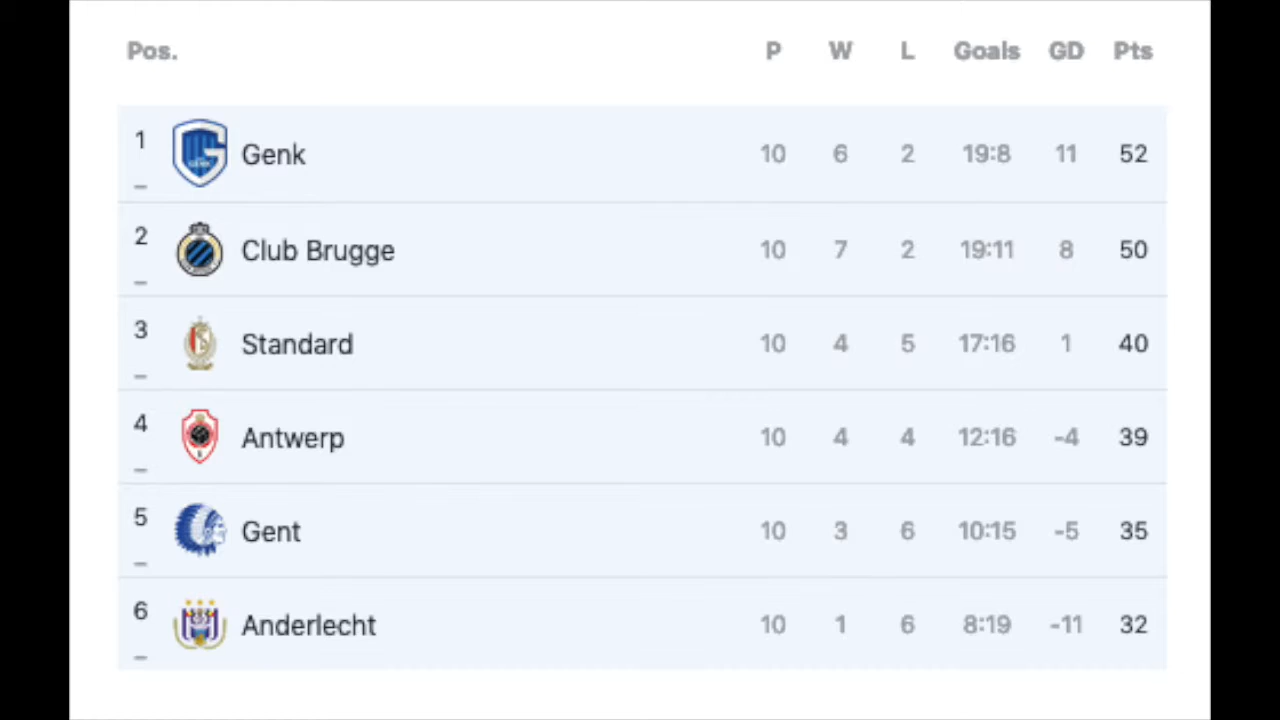 Pos. P W L Goals GD Pts
1 Genk 10 6 2 19:8 11 52
2 Club Brugge 10 7 2 19:11 8 50
3 Standard 10 4 5 17:16 1 40
4 Antwerp 10 4 4 12:16 -4 39
5 Gent 10 3 6 10:15 -5 35
6 Anderlecht 10 1 6 8:19 -11 32